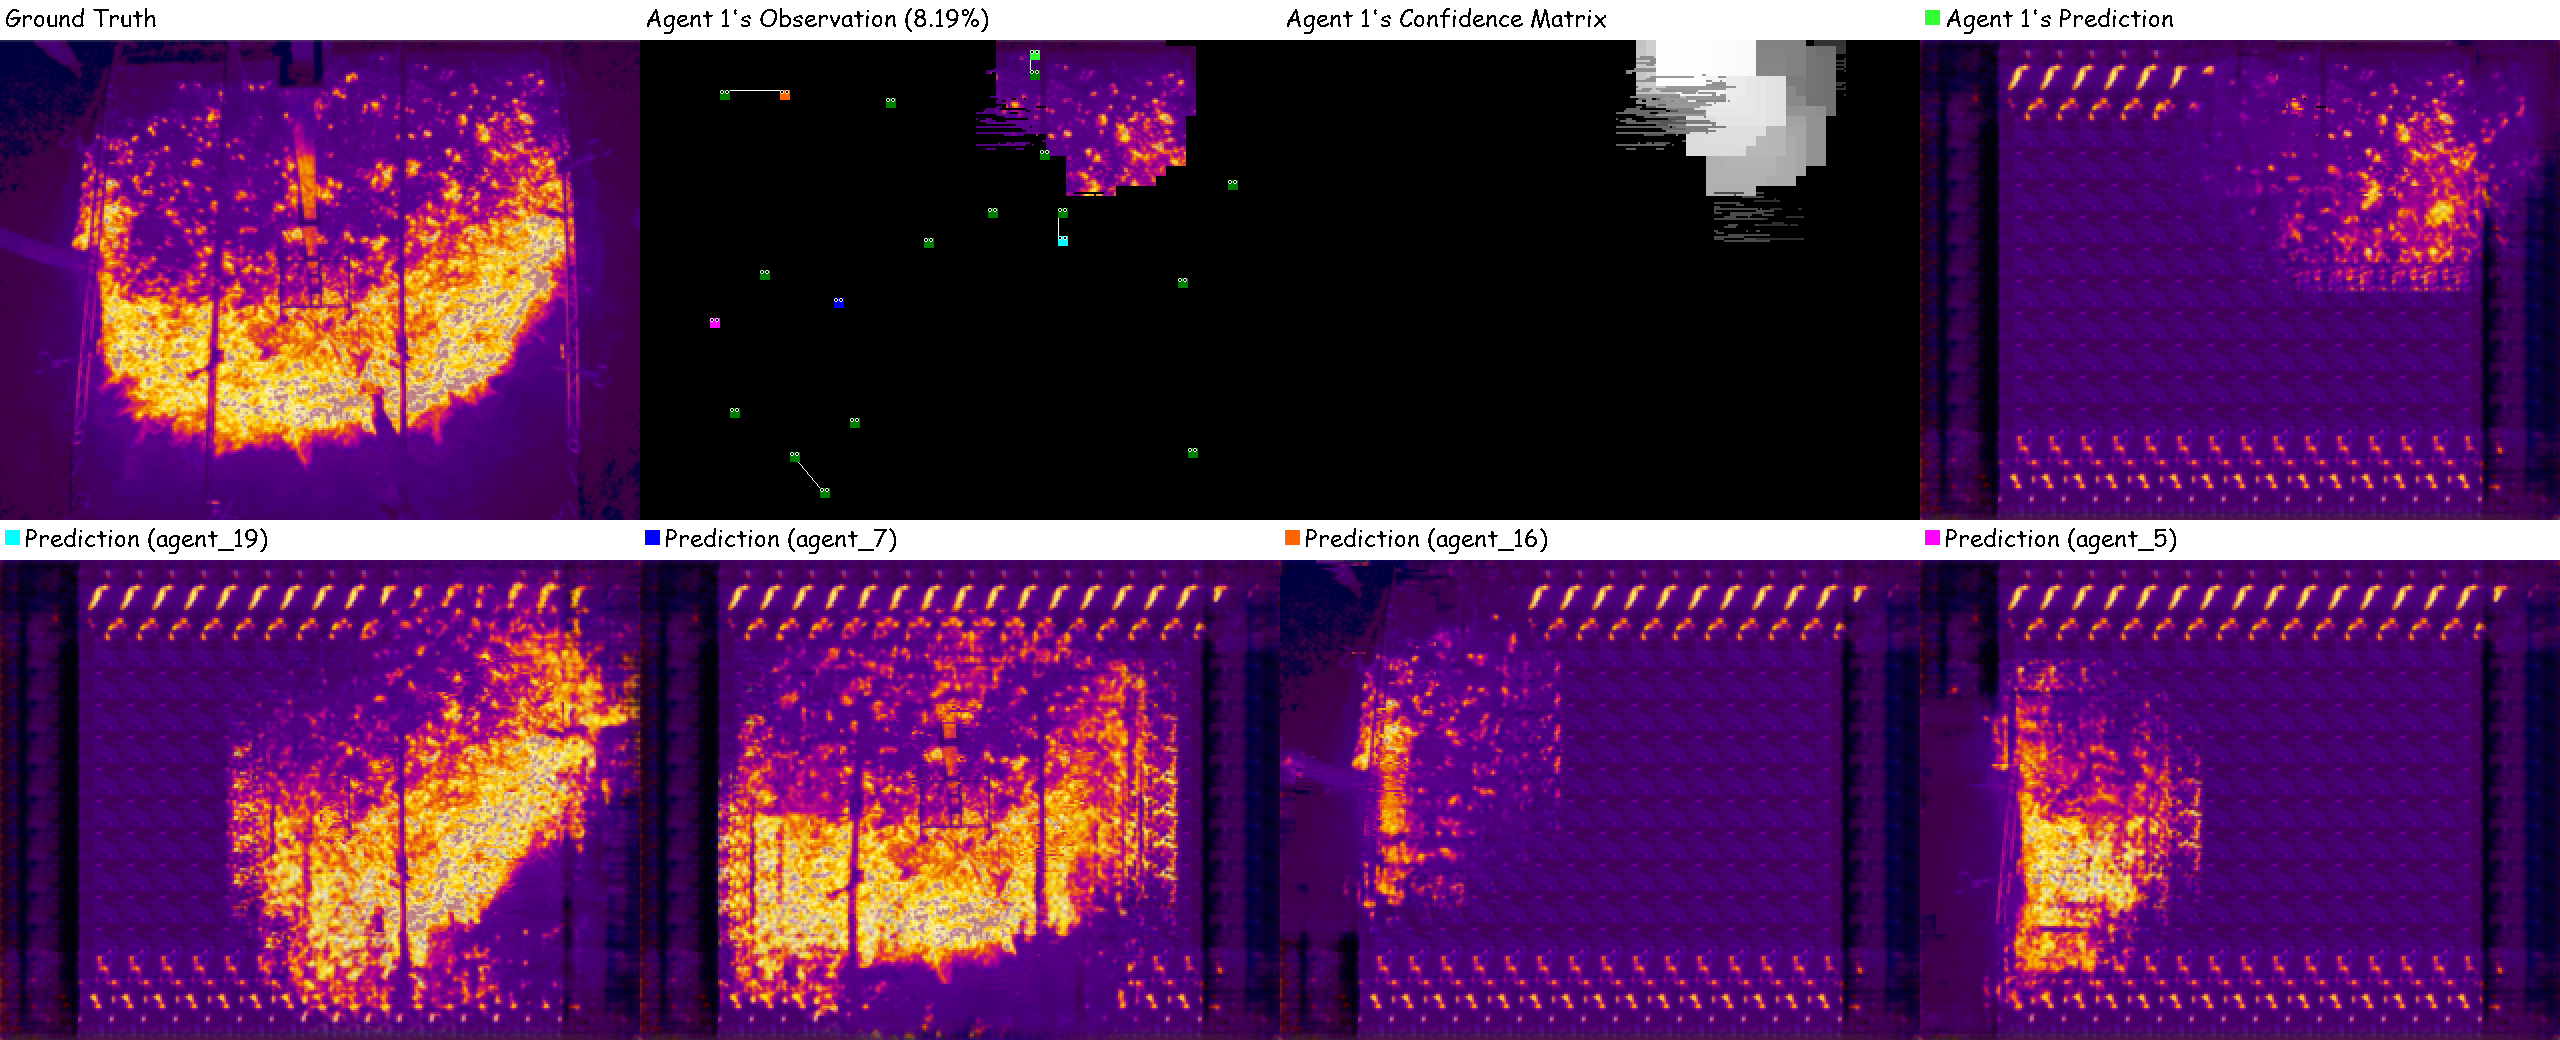 Ground Truth
Agent 1's Observation (8.19%)
Agent 1's Confidence Matrix
Agent 1's Prediction
Prediction (agent_19)
Prediction (agent_7)
Prediction (agent_16)
Prediction (agent_5)